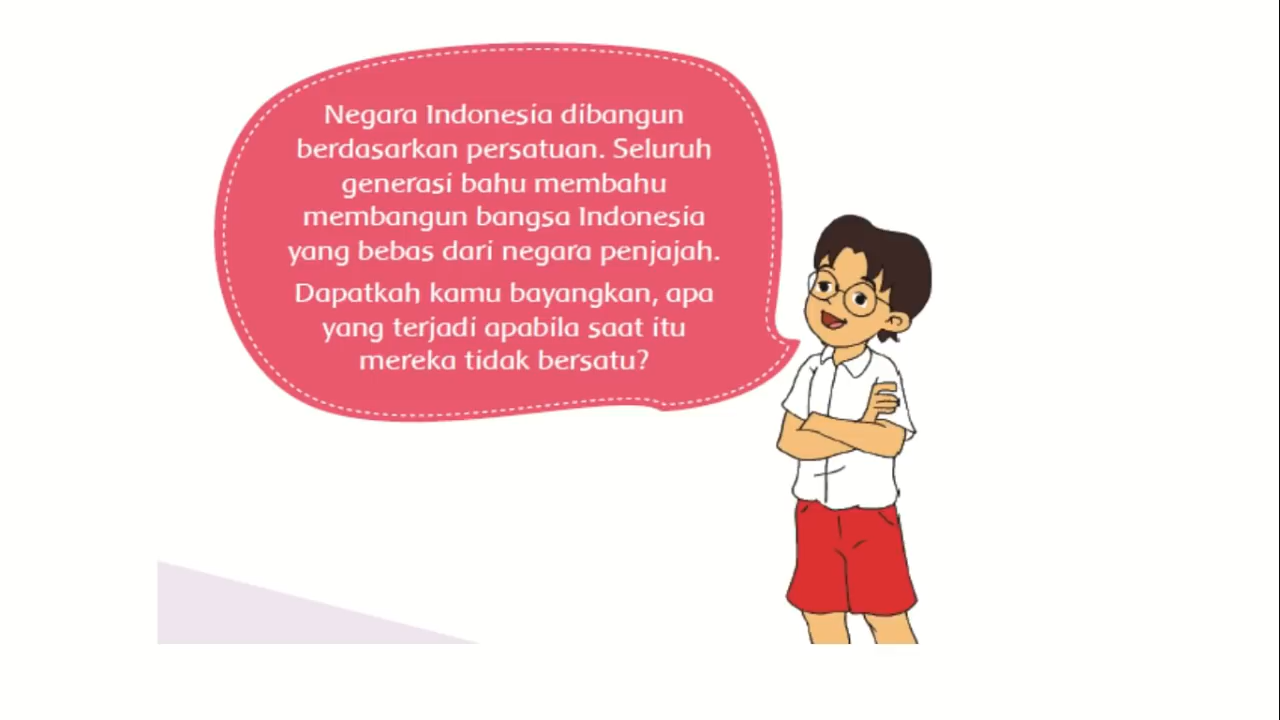 Negara Indonesia dibangun
berdasarkan persatuan. Seluruh
generasi bahu membahu
membangun bangsa Indonesia
yang bebas dari negara penjajah.
Dapatkah kamu bayangkan, apa
yang terjadi apabila saat itu
mereka tidak bersatu?